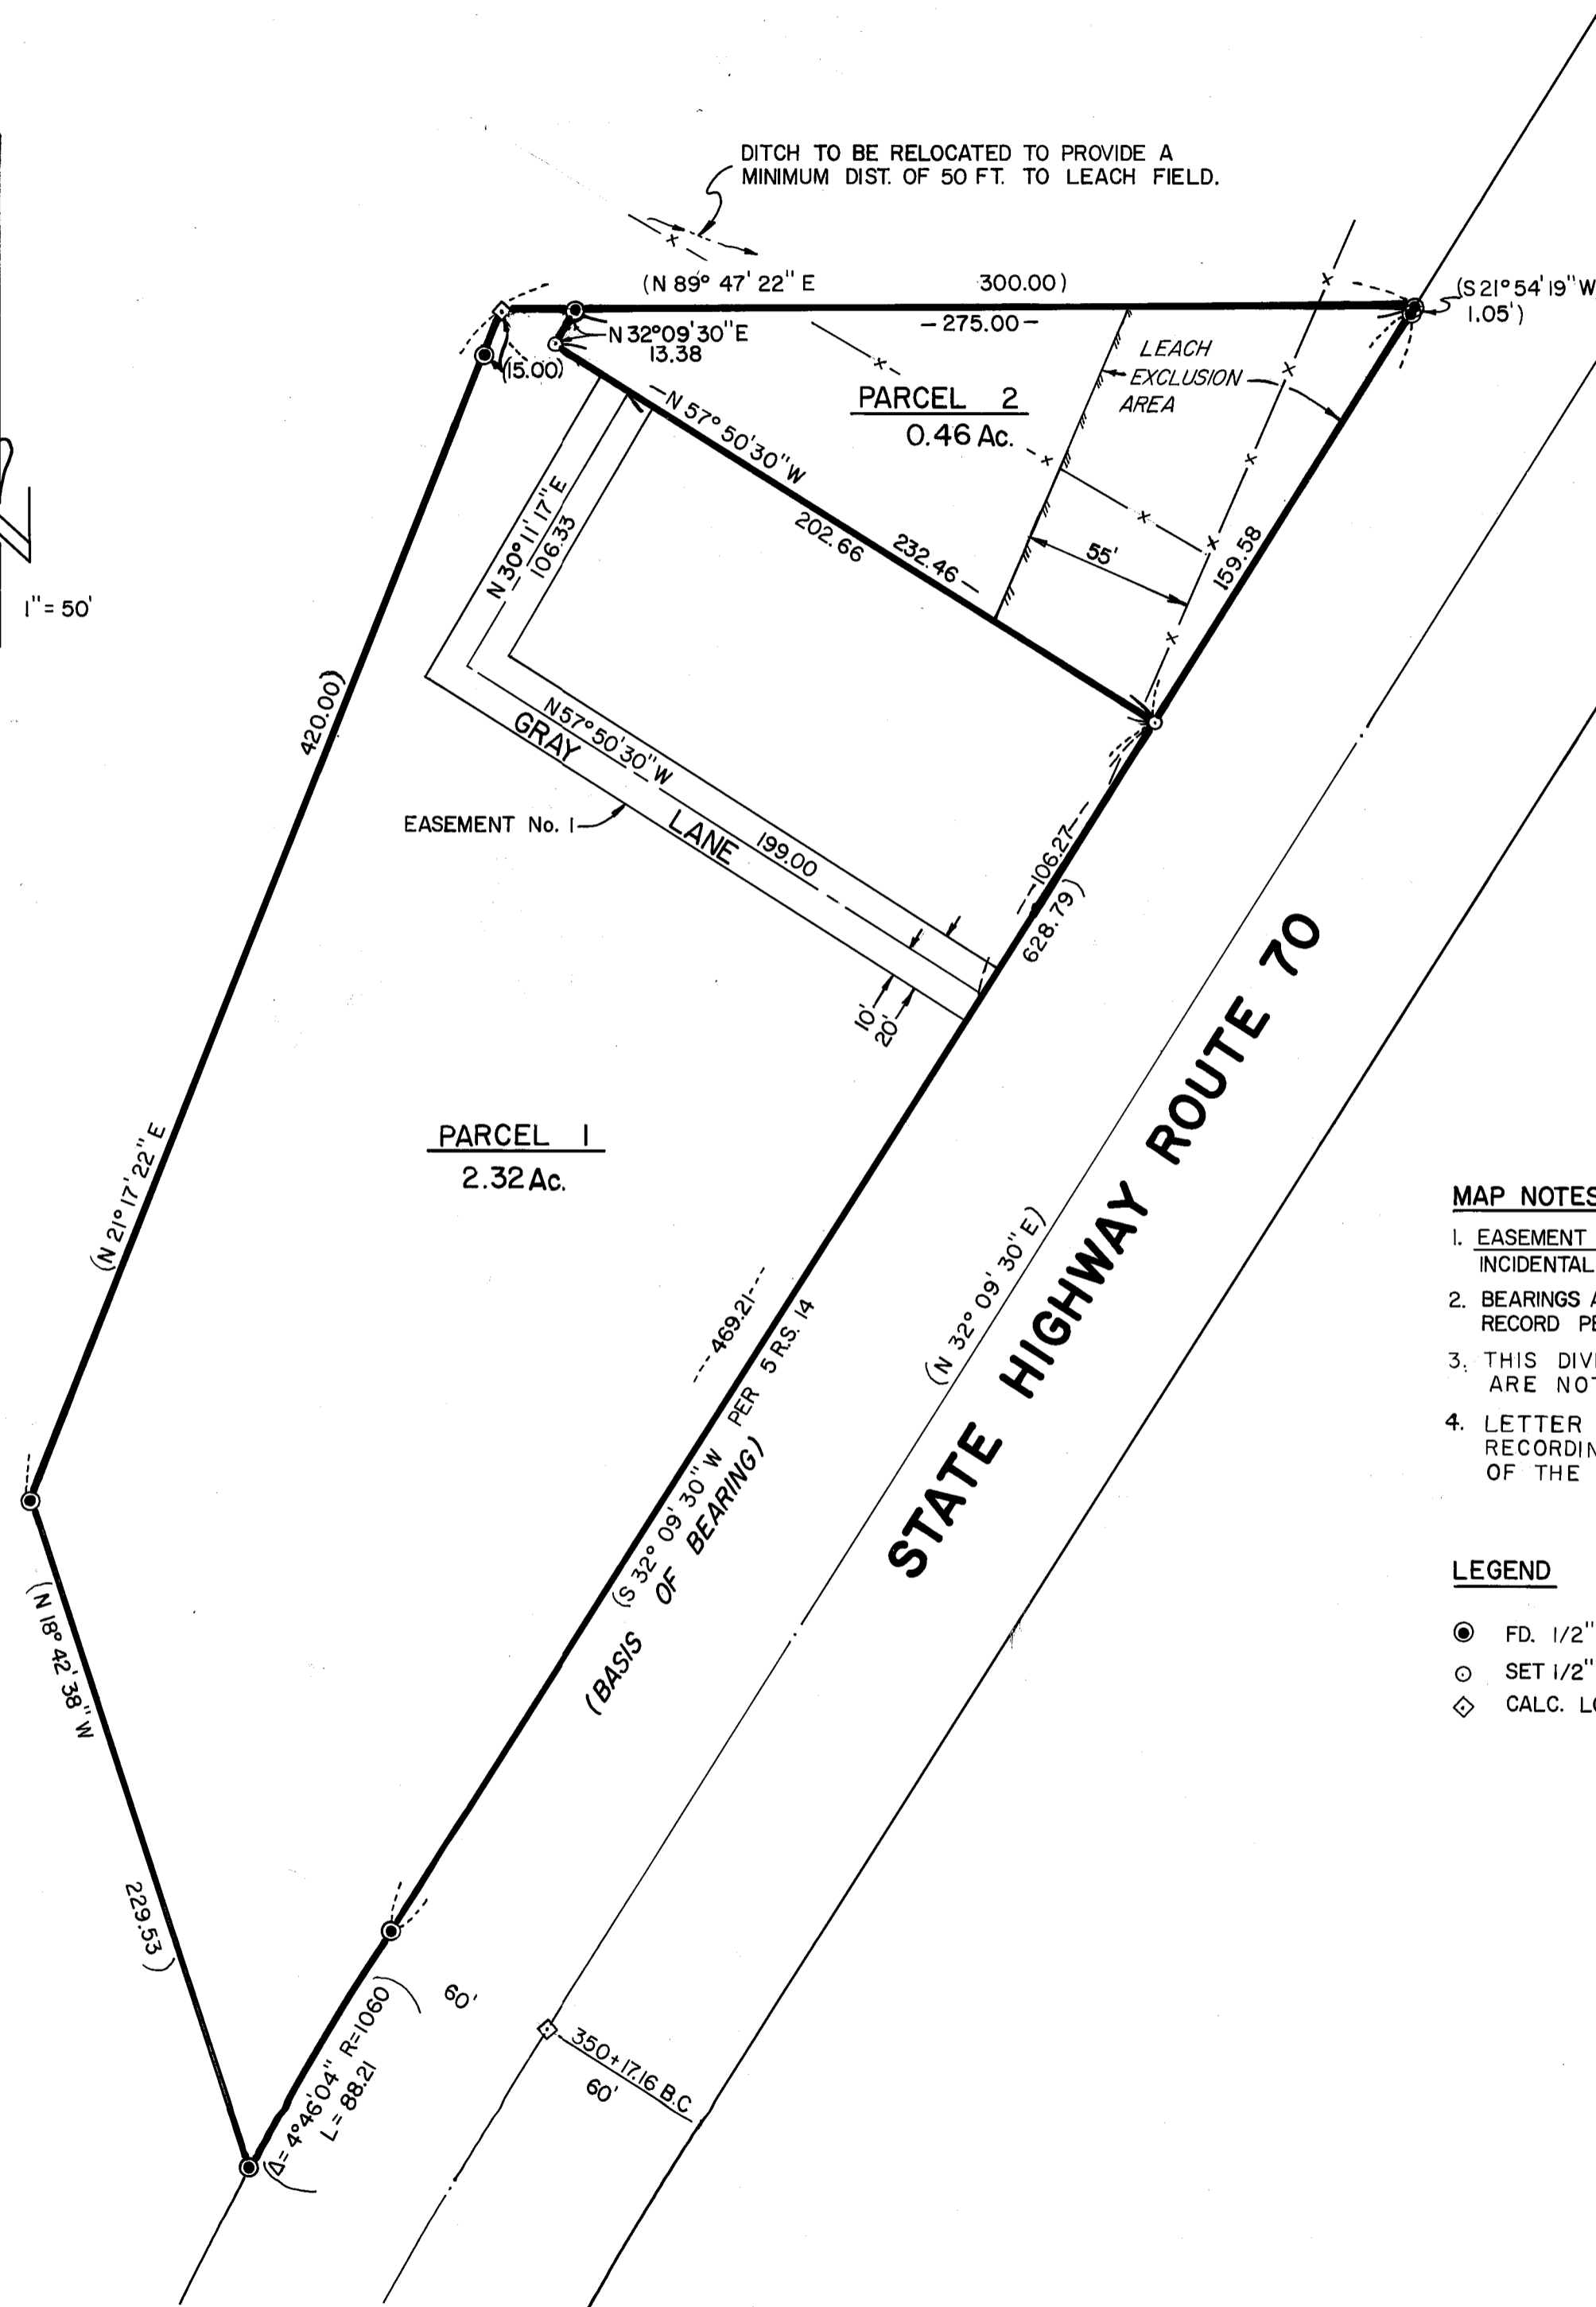 DITCH TO BE RELOCATED TO PROVIDE A
MINIMUM DIST. OF 50 FT. TO LEACH FIELD.
(N 89° 47' 22" E 300.00)
(S 21° 54' 19" W
1.05')
-275.00-
N 32°09'30"E
13.38
(15.00)
LEACH
EXCLUSION
AREA
PARCEL 2
0.46 Ac.
N 57°50'30"W
202.66
232.46
55'
159.58
N 30°11'17"E
106.33
1"= 50'
420.00)
N57°50'30"W
GRAY
LANE
199.00
EASEMENT No. 1
106.27
628.79)
10'
20'
PARCEL 1
2.32 Ac.
(N 21° 17' 22" E
STATE HIGHWAY ROUTE 70
(N 32° 09' 30" E)
---469.21---
(S 32° 09' 30" W PER 5 R.S. 14
(BASIS OF BEARING)
(N 18° 42' 38" W
229.53)
60'
(Δ= 4°46'04" R=1060)
L= 88.21
350+17.16 B.C
60'
MAP NOTES
1. EASEMENT
INCIDENTAL
2. BEARINGS A
RECORD PE
3. THIS DIVI
ARE NOT
4. LETTER
RECORDIN
OF THE
LEGEND
FD. 1/2"
SET 1/2"
CALC. LO